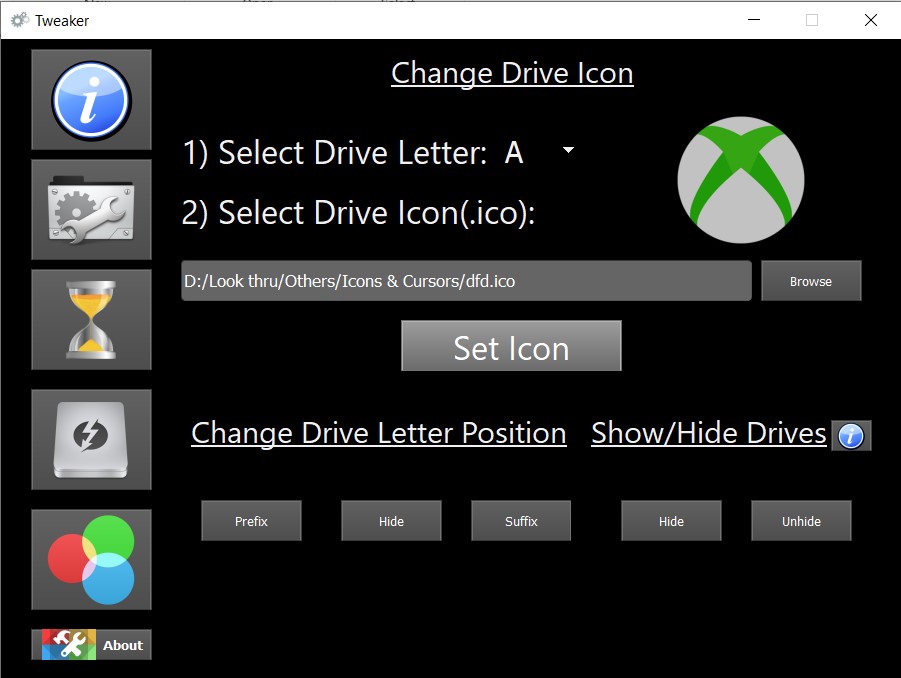 Tweaker
Change Drive Icon
1) Select Drive Letter: A
2) Select Drive Icon(.ico):
D:/Look thru/Others/Icons & Cursors/dfd.ico
Browse
Set Icon
Change Drive Letter Position
Show/Hide Drives
Prefix
Hide
Suffix
Hide
Unhide
About